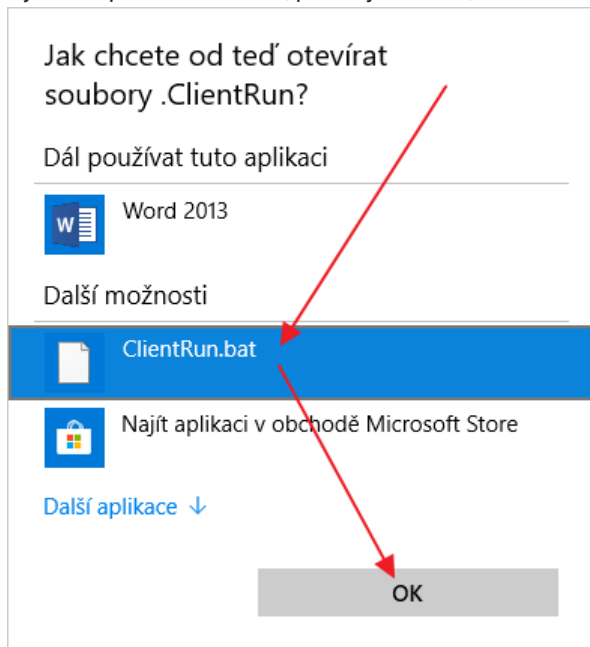 Jak chcete od teď otevírat
soubory .ClientRun?
Dál používat tuto aplikaci
W
Word 2013
Další možnosti
ClientRun.bat
Najít aplikaci v obchodě Microsoft Store
Další aplikace ↓
OK